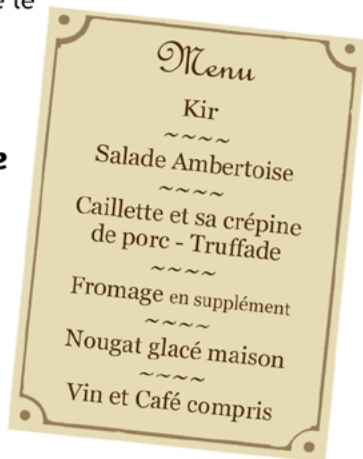 e le
e
Menu
Kir
~~~~
Salade Ambertoise
~~~~
Caillette et sa crépine
de porc - Truffade
~~~~
Fromage en supplément
~~~~
Nougat glacé maison
~~~~
Vin et Café compris